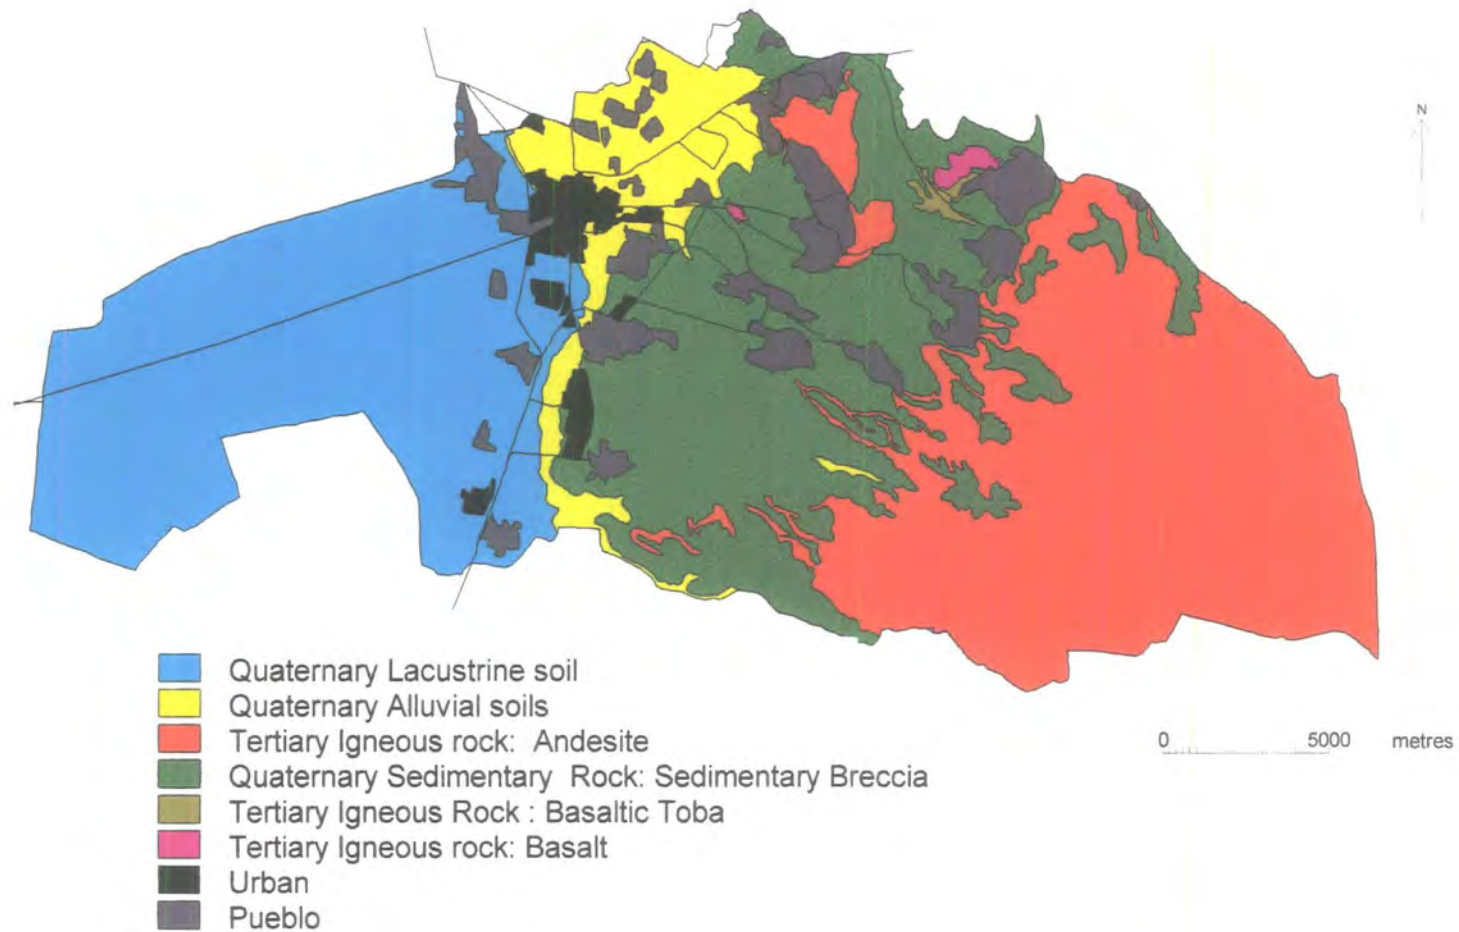 N
Quaternary Lacustrine soil
Quaternary Alluvial soils
Tertiary Igneous rock: Andesite
Quaternary Sedimentary Rock: Sedimentary Breccia
Tertiary Igneous Rock : Basaltic Toba
Tertiary Igneous rock: Basalt
Urban
Pueblo
0 5000 metres